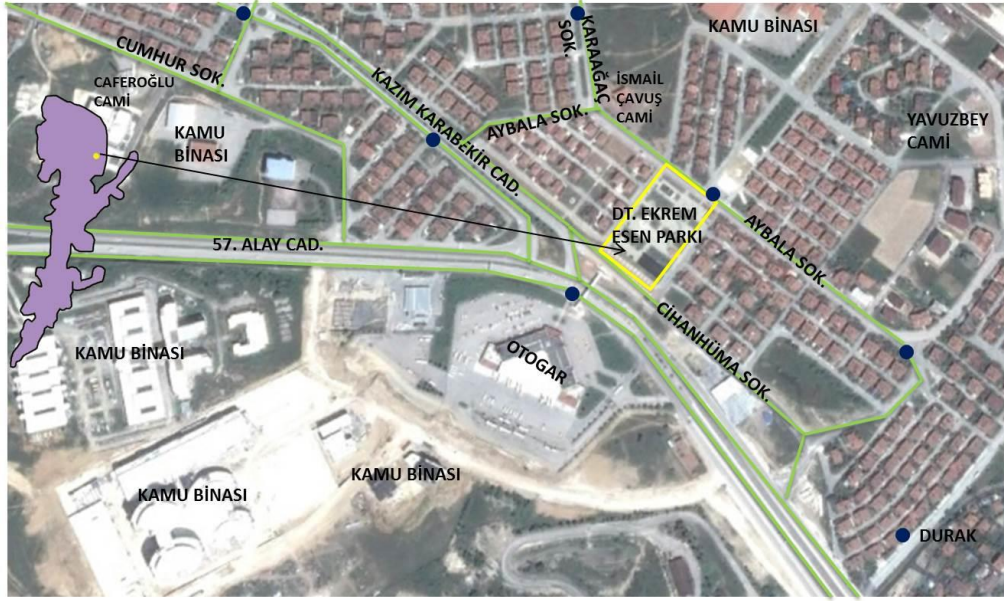 KAMU BİNASI
CUMHUR SOK.
KARAAĞAÇ
SOK.
KAZIM KARABEKİR CAD.
CAFEROĞLU
CAMİ
İSMAİL
ÇAVUŞ
CAMİ
AYBALA SOK.
KAMU
BİNASI
YAVUZBEY
CAMİ
DT. EKREM
ESEN PARKI
AYBALA SOK.
57. ALAY CAD.
CİHANHÜMA SOK.
KAMU BİNASI
OTOGAR
KAMU BİNASI
KAMU BİNASI
DURAK